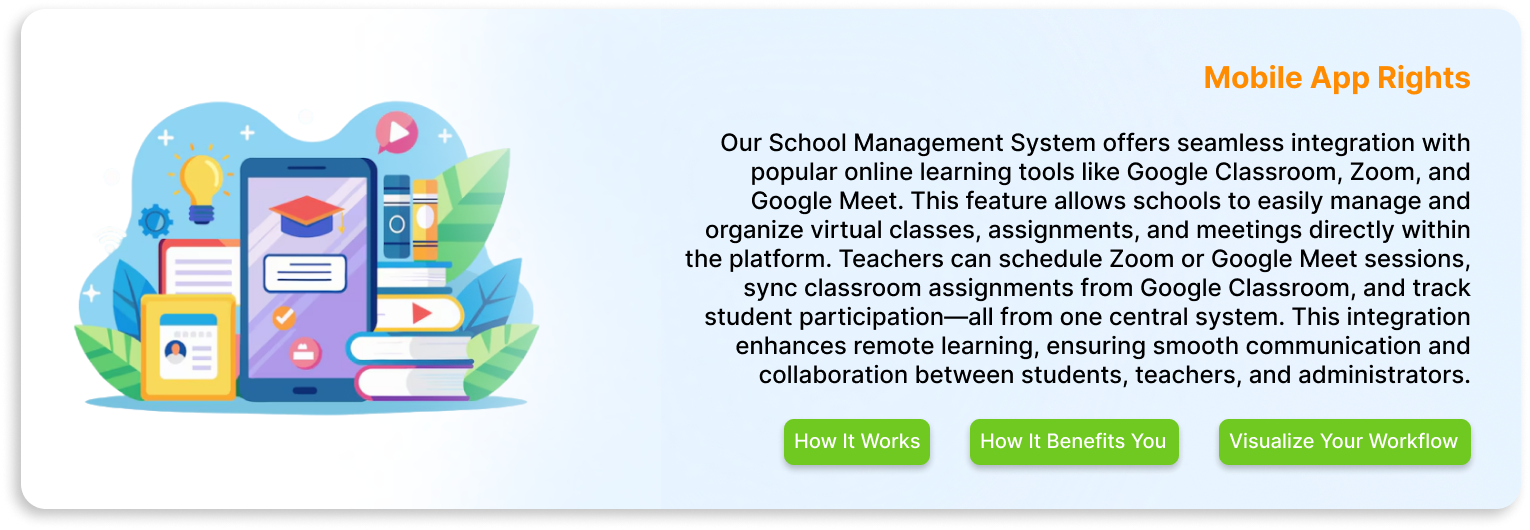 Mobile App Rights
Our School Management System offers seamless integration with
popular online learning tools like Google Classroom, Zoom, and
Google Meet. This feature allows schools to easily manage and
organize virtual classes, assignments, and meetings directly within
the platform. Teachers can schedule Zoom or Google Meet sessions,
sync classroom assignments from Google Classroom, and track
student participation—all from one central system. This integration
enhances remote learning, ensuring smooth communication and
collaboration between students, teachers, and administrators.
How It Works
How It Benefits You
Visualize Your Workflow